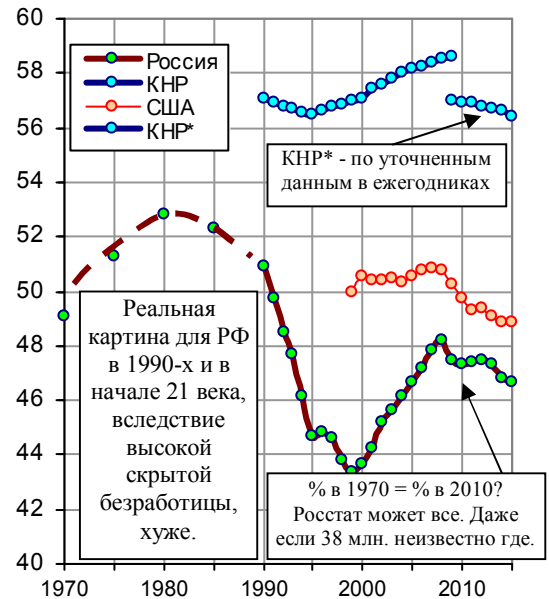 60
58
56
54
52
50
48
46
44
42
40
Россия
КНР
США
КНР*
КНР* - по уточненным
данным в ежегодниках
Реальная
картина для РФ
в 1990-х и в
начале 21 века,
вследствие
высокой
скрытой
безработицы,
хуже.
% в 1970 = % в 2010?
Росстат может все. Даже
если 38 млн. неизвестно где.
1970 1980 1990 2000 2010